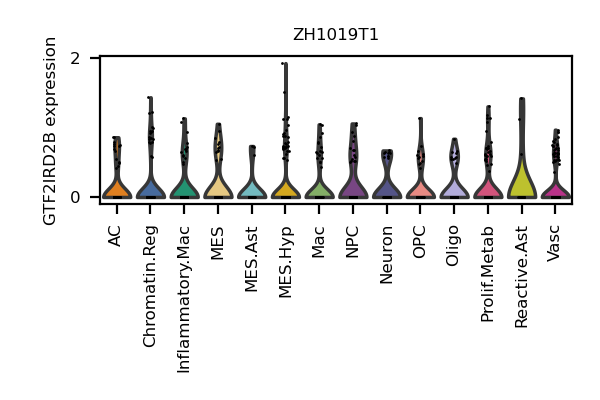 ZH1019T1
GTF2IRD2B expression
2
0
AC
Chromatin.Reg
Inflammatory.Mac
MES
MES.Ast
MES.Hyp
Mac
NPC
Neuron
OPC
Oligo
Prolif.Metab
Reactive.Ast
Vasc